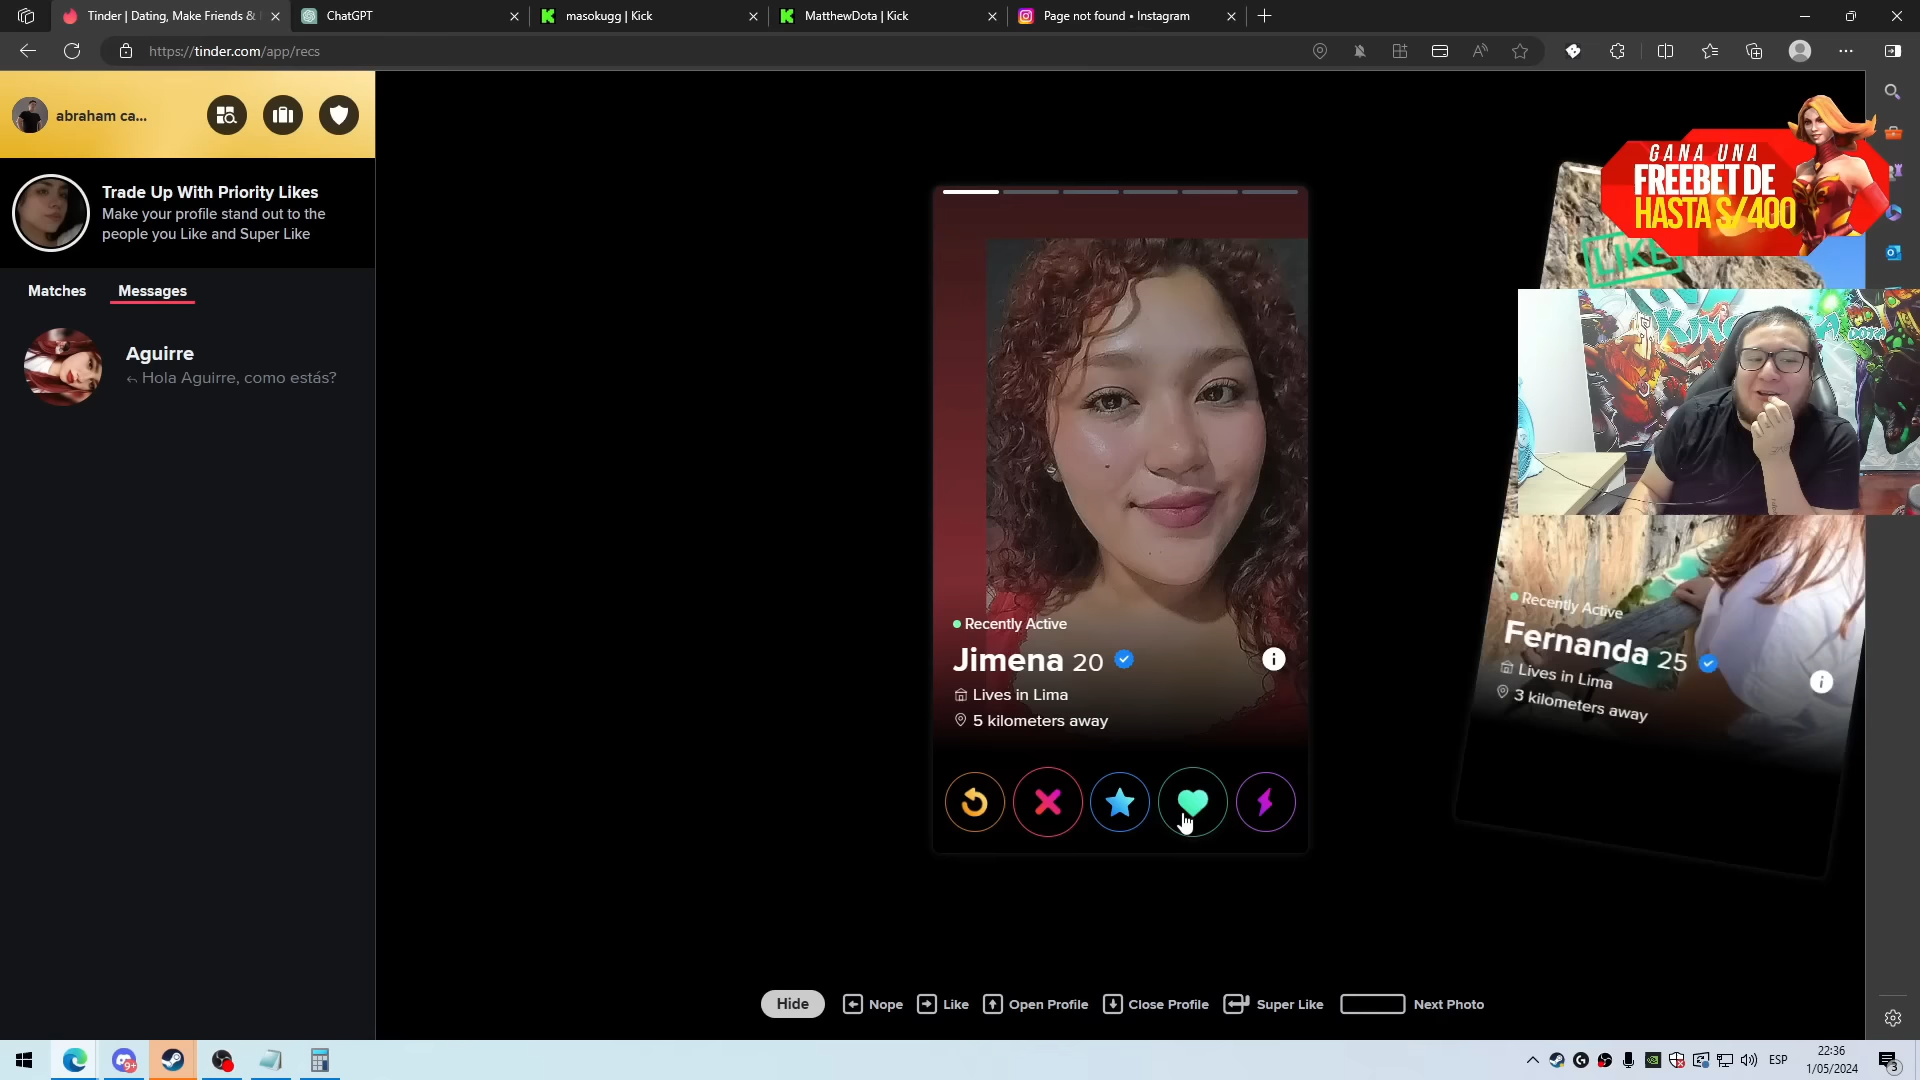 Tinder | Dating, Make Friends &
ChatGPT
masokugg | Kick
MatthewDota | Kick
Page not found • Instagram
https://tinder.com/app/recs
abraham ca...
Trade Up With Priority Likes
Make your profile stand out to the
people you Like and Super Like
Matches
Messages
Aguirre
Hola Aguirre, como estás?
GANA UNA
FREEBET DE
HASTA S/400
LIKE
Recently Active
Jimena 20
Lives in Lima
5 kilometers away
Recently Active
Fernanda 25
Lives in Lima
3 kilometers away
Hide
Nope
Like
Open Profile
Close Profile
Super Like
Next Photo
9+
ESP
22:36
1/05/2024
3